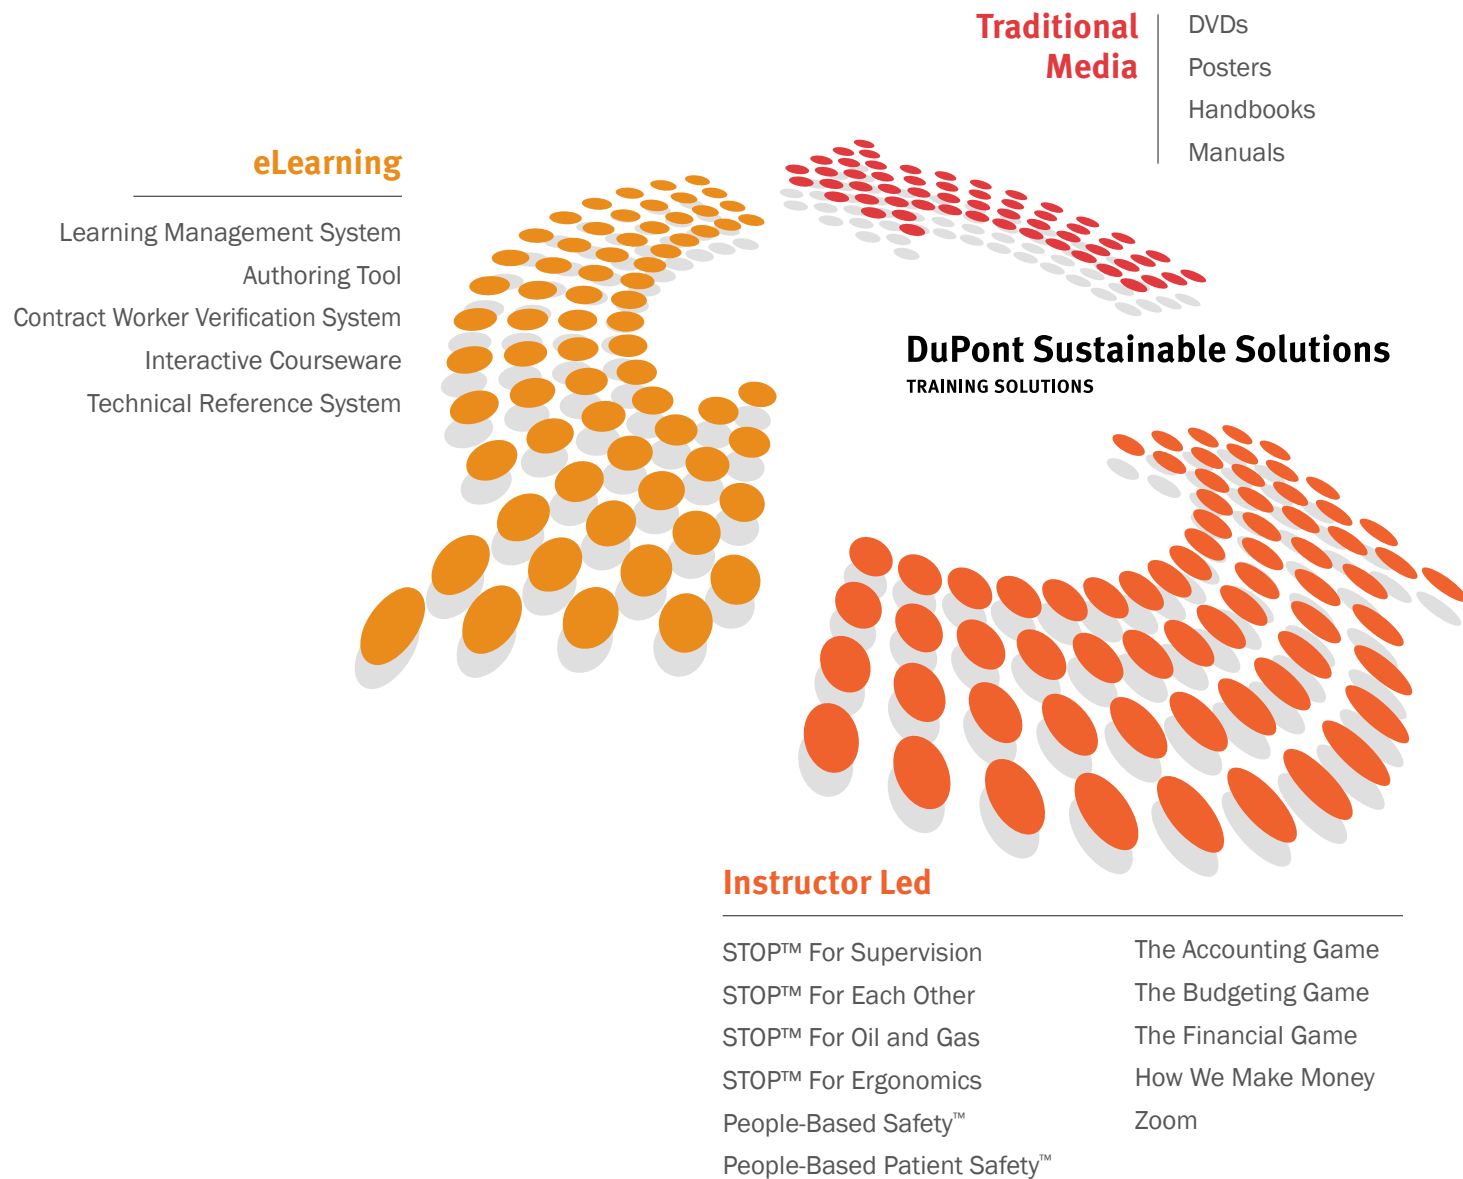 Traditional
Media
DVDs
Posters
Handbooks
Manuals
eLearning
Learning Management System
Authoring Tool
Contract Worker Verification System
Interactive Courseware
Technical Reference System
DuPont Sustainable Solutions
TRAINING SOLUTIONS
Instructor Led
STOP™ For Supervision
STOP™ For Each Other
STOP™ For Oil and Gas
STOP™ For Ergonomics
People-Based Safety™
People-Based Patient Safety™
The Accounting Game
The Budgeting Game
The Financial Game
How We Make Money
Zoom